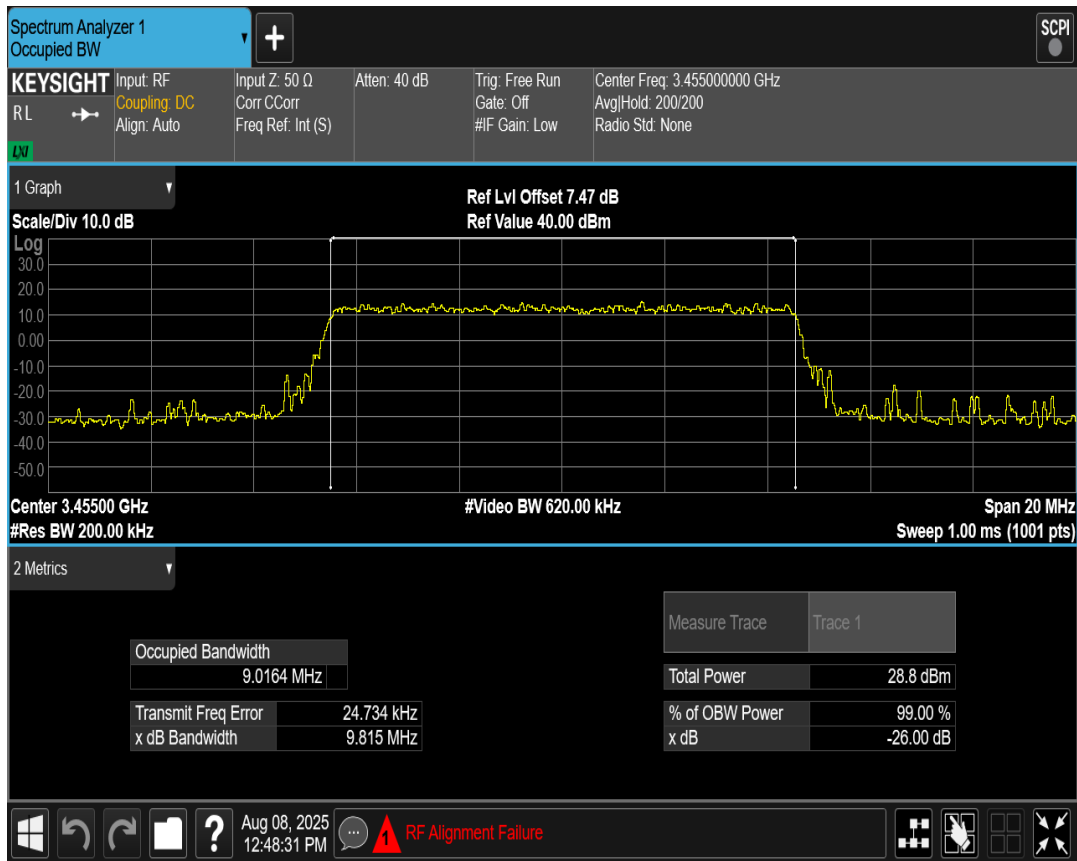 Spectrum Analyzer 1
Occupied BW
+
SCPI
KEYSIGHT
RL
LXI
Input: RF
Coupling: DC
Align: Auto
Input Z: 50 Ω
Corr CCorr
Freq Ref: Int (S)
Atten: 40 dB
Trig: Free Run
Gate: Off
#IF Gain: Low
Center Freq: 3.455000000 GHz
Avg|Hold: 200/200
Radio Std: None
1 Graph
Scale/Div 10.0 dB
Ref Lvl Offset 7.47 dB
Ref Value 40.00 dBm
Log
30.0
20.0
10.0
0.00
-10.0
-20.0
-30.0
-40.0
-50.0
Center 3.45500 GHz
#Video BW 620.00 kHz
Span 20 MHz
#Res BW 200.00 kHz
Sweep 1.00 ms (1001 pts)
2 Metrics
Measure Trace Trace 1
Occupied Bandwidth
9.0164 MHz
Total Power 28.8 dBm
Transmit Freq Error 24.734 kHz
% of OBW Power 99.00 %
x dB Bandwidth 9.815 MHz
x dB -26.00 dB
?
Aug 08, 2025
12:48:31 PM
1
RF Alignment Failure